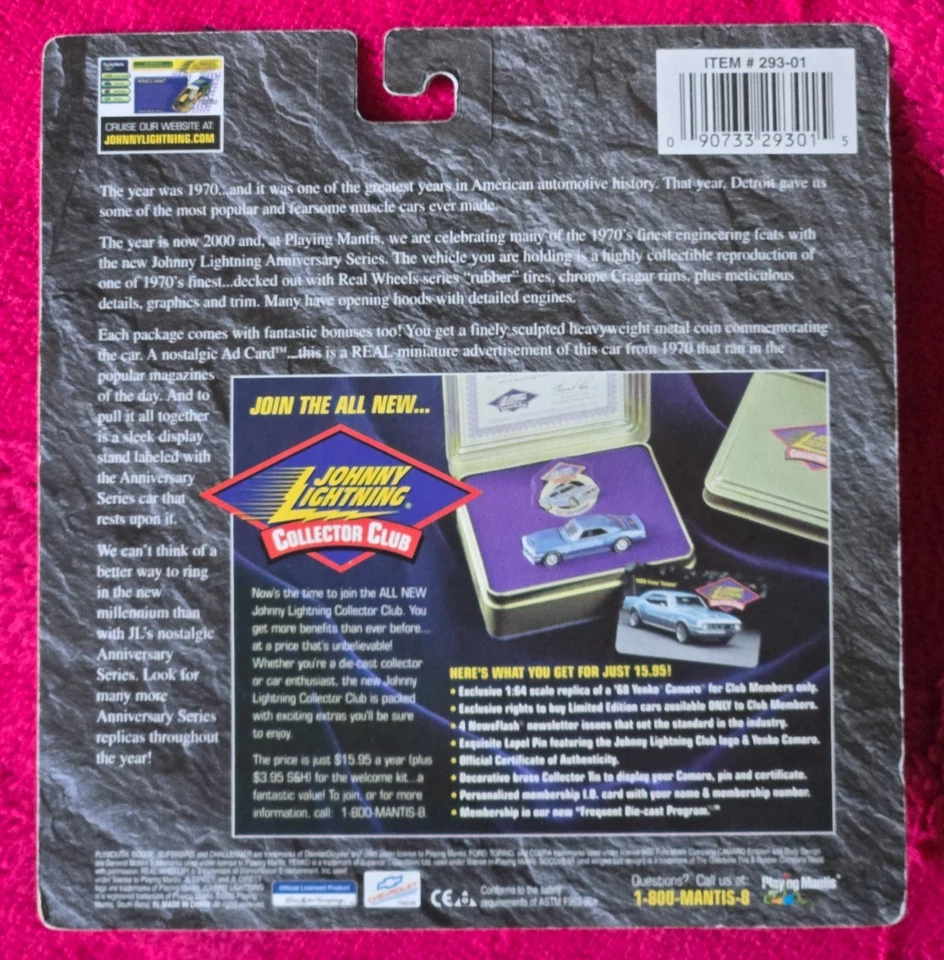 CRUISE OUR WEBSITE AT
JOHNNYLIGHTNING.COM
ITEM # 293-01
0 90733 29301 5
The year was 1970...and it was one of the greatest years in American automotive history. That year, Detroit gave us
some of the most popular and fearsome muscle cars ever made.
The year is now 2000 and, at Playing Mantis, we are celebrating many of the 1970's finest engineering feats with
the new Johnny Lightning Anniversary Series. The vehicle you are holding is a highly collectible reproduction of
one of 1970's finest...decked out with Real Wheels series "rubber" tires, chrome Cragar rims, plus meticulous
details, graphics and trim. Many have opening hoods with detailed engines.
Each package comes with fantastic bonuses too! You get a finely sculpted heavyweight metal coin commemorating
the car. A nostalgic Ad Card™...this is a REAL miniature advertisement of this car from 1970 that ran in the
popular magazines
of the day. And to
pull it all together
is a sleek display
stand labeled with
the Anniversary
Series car that
rests upon it.
We can't think of a
better way to ring
in the new
millennium than
with JL's nostalgic
Anniversary
Series. Look for
many more
Anniversary Series
replicas throughout
the year!
JOIN THE ALL NEW...
JOHNNY
LIGHTNING®
COLLECTOR CLUB
Now's the time to join the ALL NEW
Johnny Lightning Collector Club. You
get more benefits than ever before...
at a price that's unbelievable!
Whether you're a die-cast collector
or car enthusiast, the new Johnny
Lightning Collector Club is packed
with exciting extras you'll be sure
to enjoy.
The price is just $15.95 a year (plus
$3.95 S&H) for the welcome kit...a
fantastic value! To join, or for more
information, call: 1-800-MANTIS-8
HERE'S WHAT YOU GET FOR JUST 15.95!
• Exclusive 1:64 scale replica of a '68 Yenko Camaro for Club Members only.
• Exclusive rights to buy Limited Edition cars available ONLY to Club Members.
• 4 NewsFlash newsletter issues that set the standard in the industry.
• Exquisite Lapel Pin featuring the Johnny Lightning Club logo & Yenko Camaro.
• Official Certificate of Authenticity.
• Decorative brass Collector Tin to display your Camaro, pin and certificate.
• Personalized membership I.D. card with your name & membership number.
• Membership in our new "Frequent Die-cast Program."
Official Licensed Product
CHEVROLET
CE
Conforms to the safety
requirements of ASTM
Questions? Call us at:
1-800-MANTIS-8
Playing Mantis